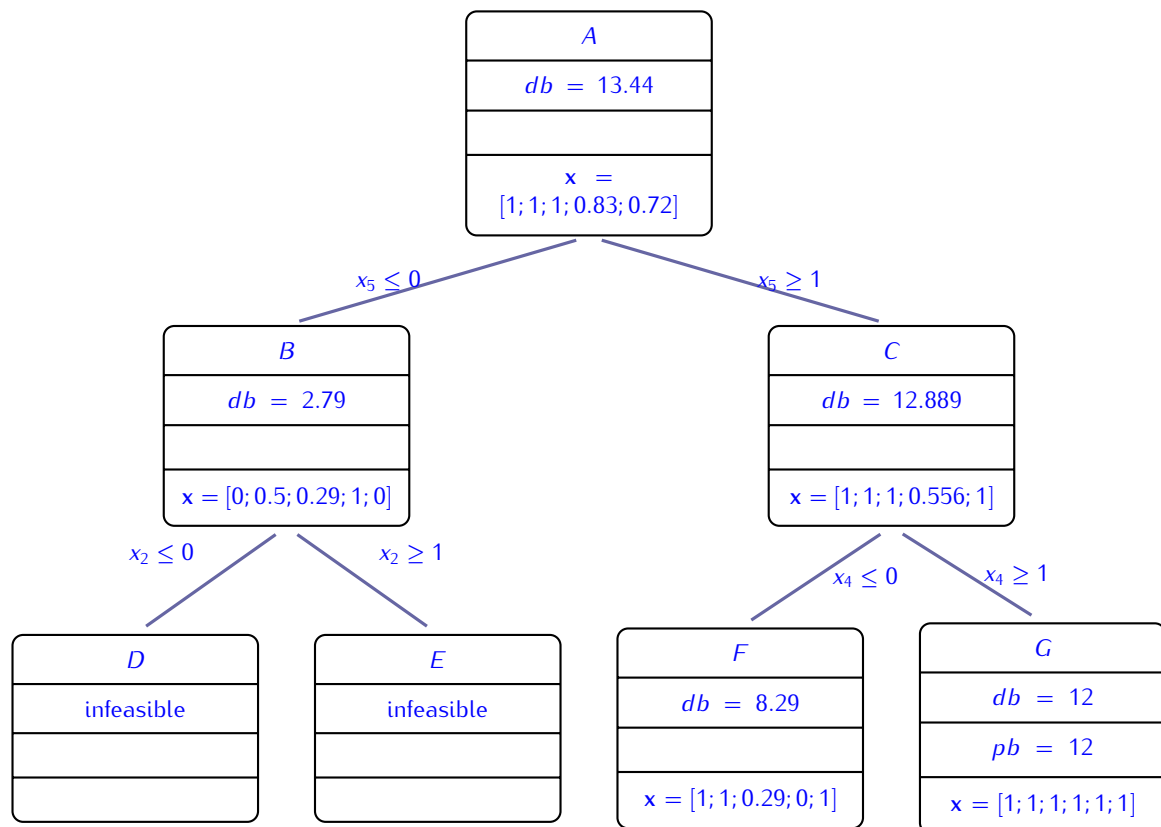 A
db = 13.44
x =
[1; 1; 1; 0.83; 0.72]
x₅ ≤ 0
x₅ ≥ 1
B
db = 2.79
x = [0; 0.5; 0.29; 1; 0]
C
db = 12.889
x = [1; 1; 1; 0.556; 1]
x₂ ≤ 0
x₂ ≥ 1
x₄ ≤ 0
x₄ ≥ 1
D
infeasible
E
infeasible
F
db = 8.29
x = [1; 1; 0.29; 0; 1]
G
db = 12
pb = 12
x = [1; 1; 1; 1; 1; 1]